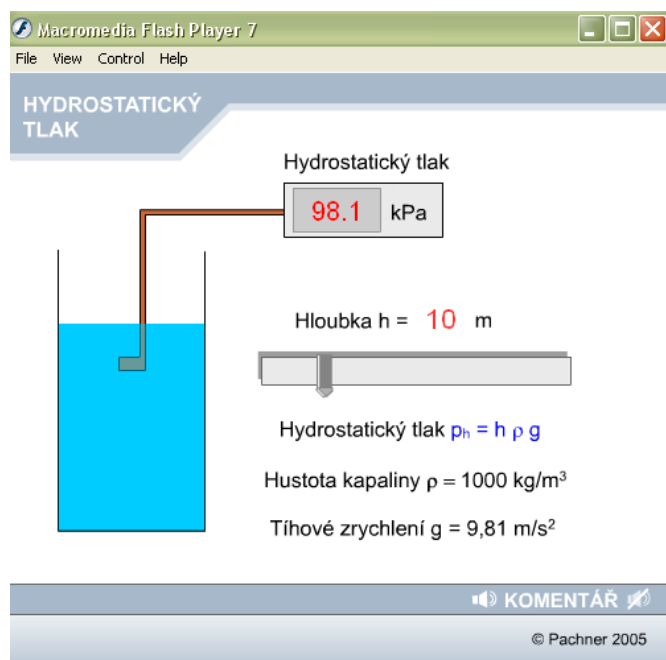 Macromedia Flash Player 7
File View Control Help
HYDROSTATICKÝ
TLAK
Hydrostatický tlak
98.1 kPa
Hloubka h = 10 m
Hydrostatický tlak pₕ = h ρ g
Hustota kapaliny ρ = 1000 kg/m³
Tíhové zrychlení g = 9,81 m/s²
KOMENTÁŘ
© Pachner 2005